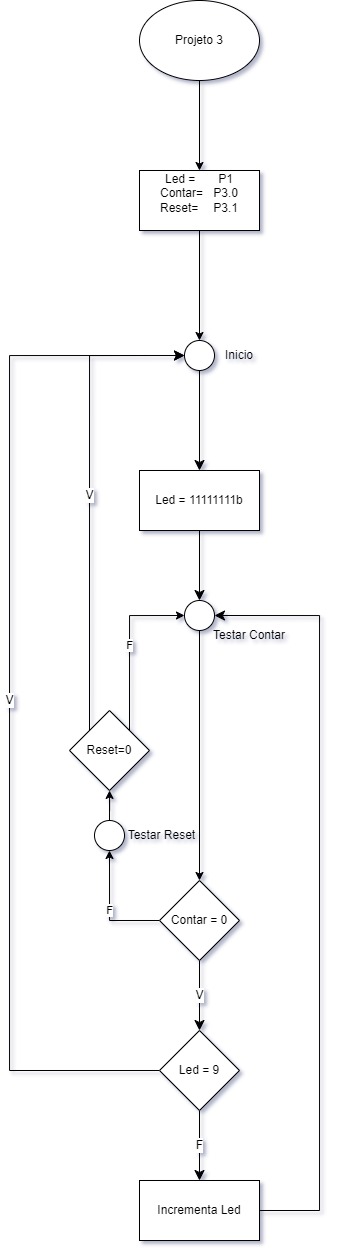 Projeto 3
Led = P1
Contar= P3.0
Reset= P3.1
Inicio
Led = 11111111b
Testar Contar
V
F
V
Reset=0
Testar Reset
F
Contar = 0
V
Led = 9
F
Incrementa Led